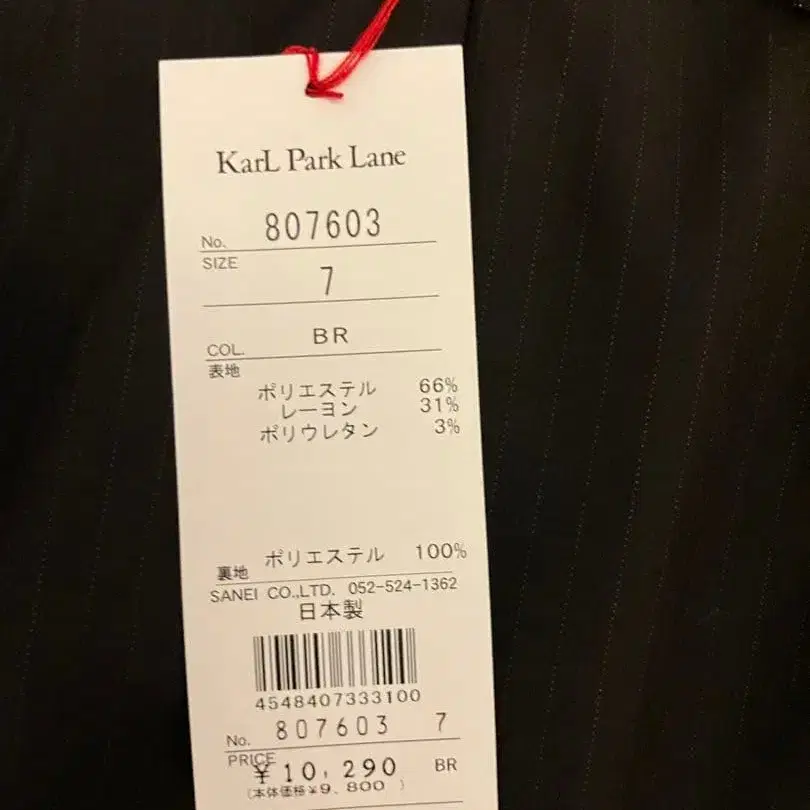 KarL Park Lane
No. 807603
SIZE
7
COL. BR
表地
ポリエステル 66%
レーヨン 31%
ポリウレタン 3%
裏地 ポリエステル 100%
SANEI CO.,LTD. 052-524-1362
日本製
4548407333100
No. 807603 7
PRICE
¥10,290 BR
(本体価格¥9,800 )